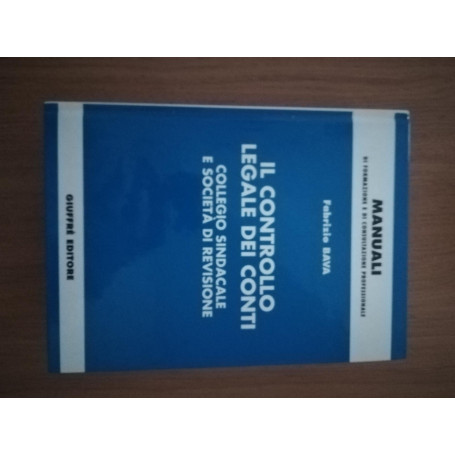 MANUALI
DI FORMAZIONE E DI CONSULTAZIONE PROFESSIONALE
Fabrizio BAVA
IL CONTROLLO
LEGALE DEI CONTI
COLLEGIO SINDACALE
E SOCIETÀ DI REVISIONE
GIUFFRÈ EDITORE